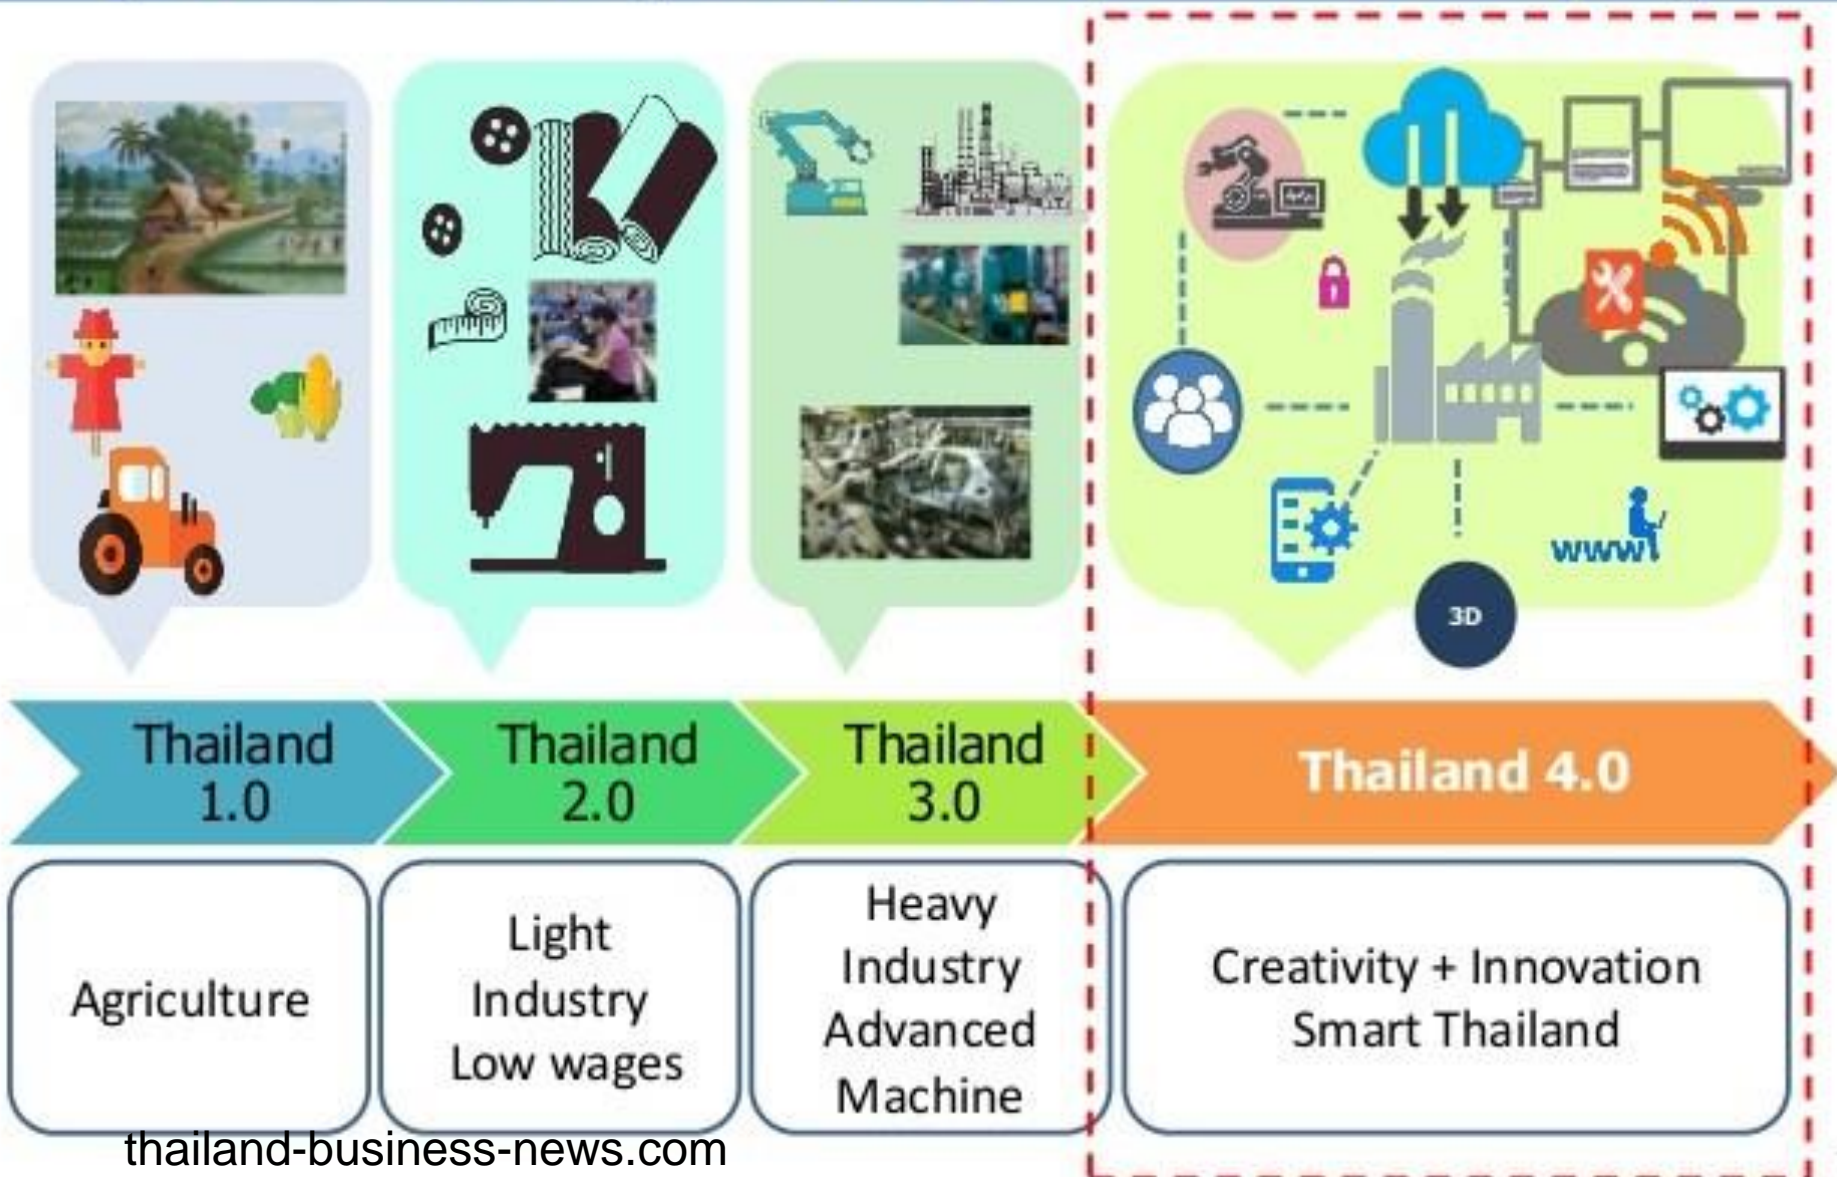 3D
www
Thailand
1.0
Thailand
2.0
Thailand
3.0
Thailand 4.0
Agriculture
Light
Industry
Low wages
Heavy
Industry
Advanced
Machine
Creativity + Innovation
Smart Thailand
thailand-business-news.com